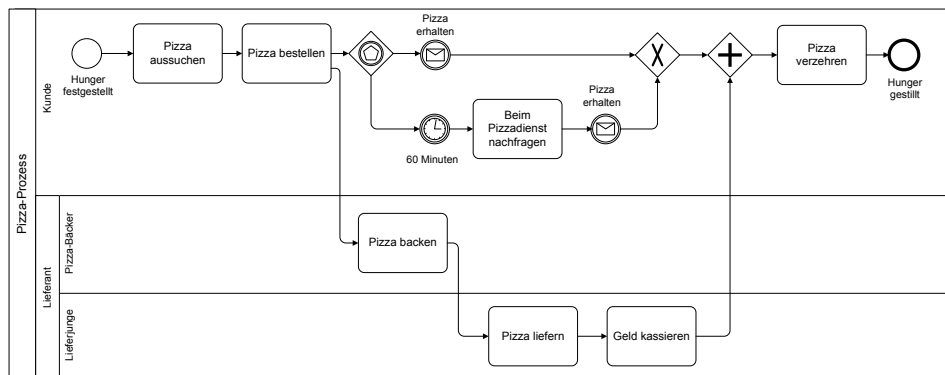 Pizza-Prozess
Kunde
Hunger
festgestellt
Pizza
aussuchen
Pizza bestellen
Pizza
erhalten
60 Minuten
Beim
Pizzadienst
nachfragen
Pizza
erhalten
Pizza
verzehren
Hunger
gestillt
Lieferant
Pizza-Bäcker
Pizza backen
Lieferjunge
Pizza liefern
Geld kassieren